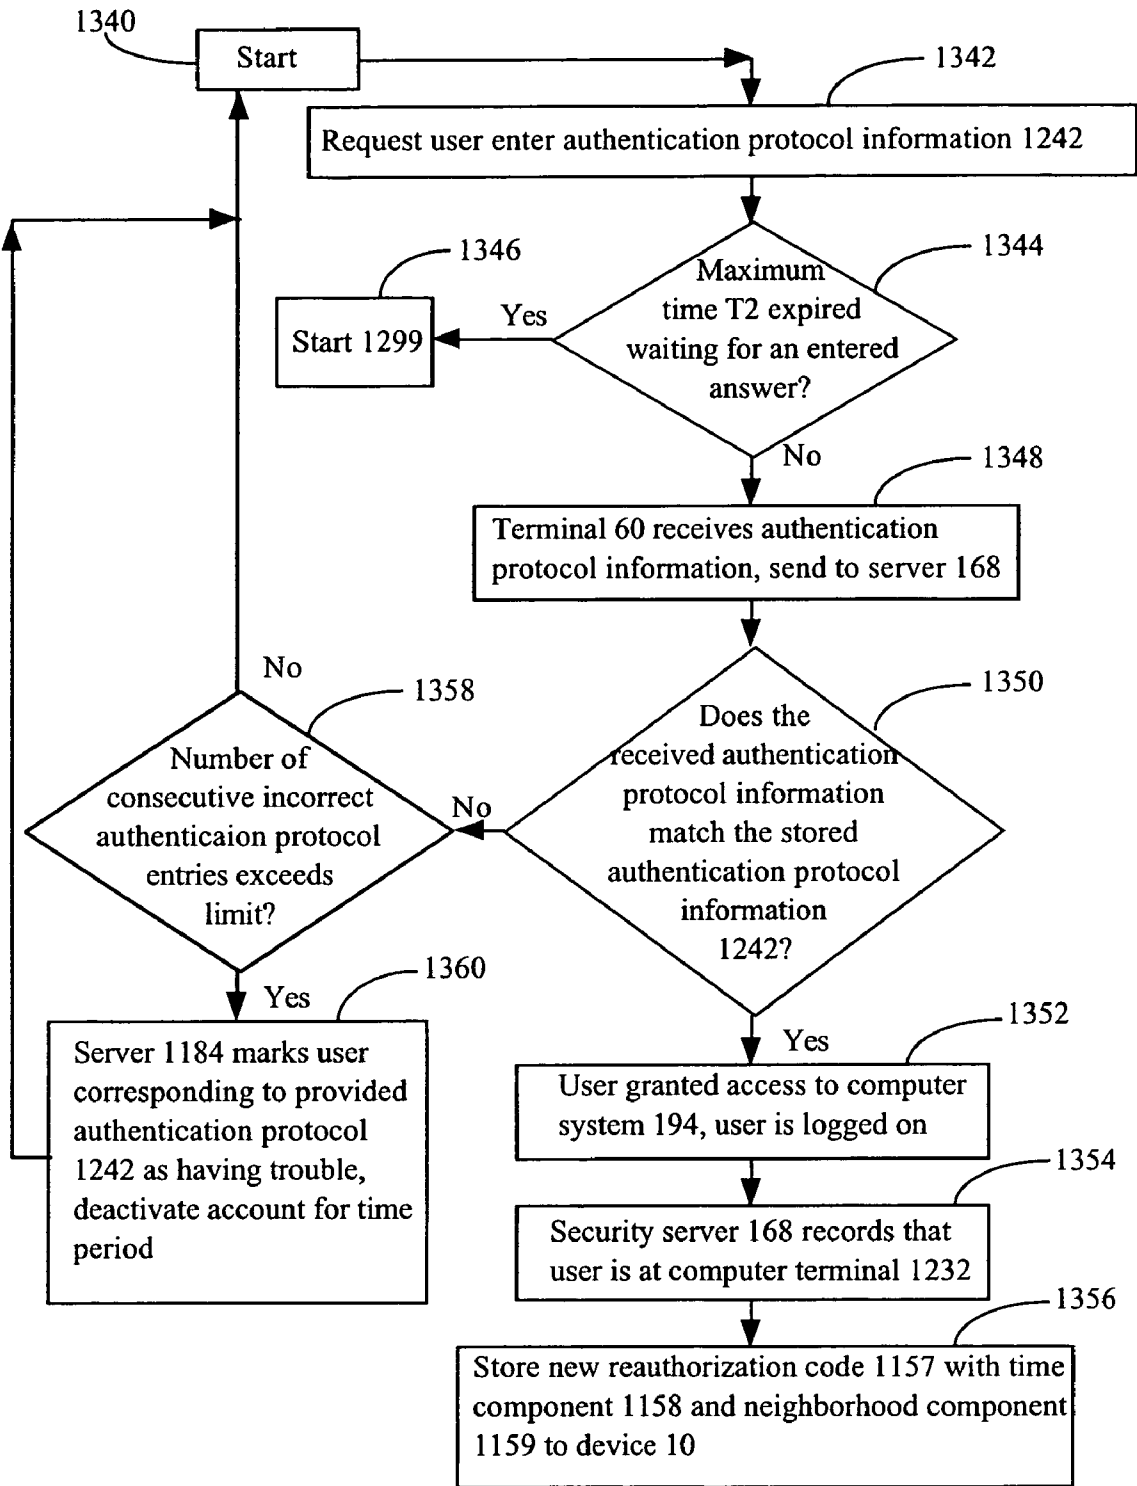 1340
Start
1342
Request user enter authentication protocol information 1242
1344
1346
Maximum
time T2 expired
waiting for an entered
answer?
Yes
Start 1299
No
1348
Terminal 60 receives authentication
protocol information, send to server 168
No
1358
1350
Does the
received authentication
protocol information
match the stored
authentication protocol
information
1242?
Number of
consecutive incorrect
authenticaion protocol
entries exceeds
limit?
No
1360
Yes
Server 1184 marks user
corresponding to provided
authentication protocol
1242 as having trouble,
deactivate account for time
period
1352
Yes
User granted access to computer
system 194, user is logged on
1354
Security server 168 records that
user is at computer terminal 1232
1356
Store new reauthorization code 1157 with time
component 1158 and neighborhood component
1159 to device 10